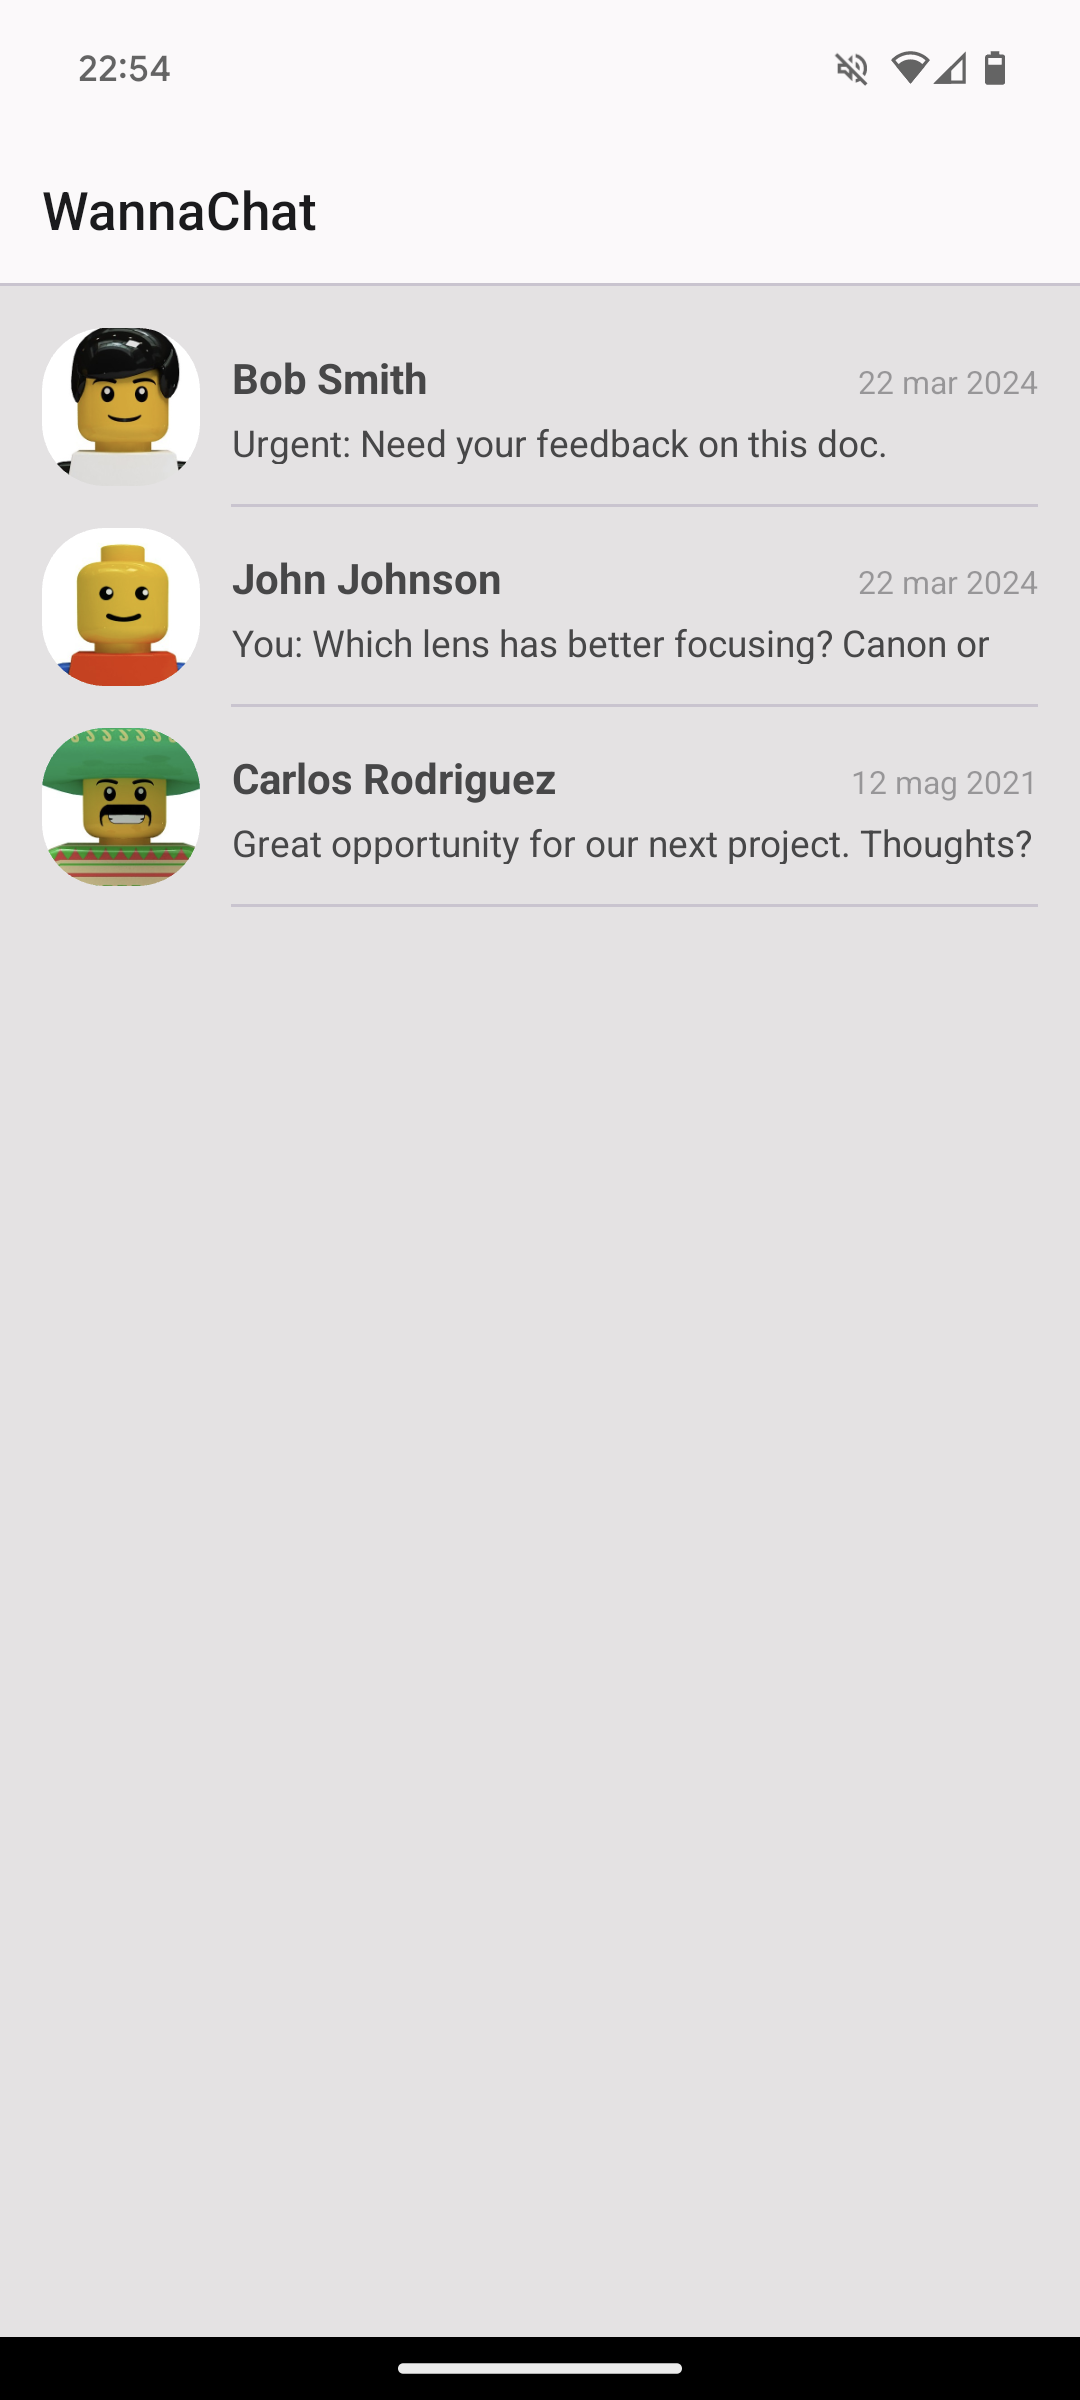 22:54
WannaChat
Bob Smith 22 mar 2024
Urgent: Need your feedback on this doc.
John Johnson 22 mar 2024
You: Which lens has better focusing? Canon or
Carlos Rodriguez 12 mag 2021
Great opportunity for our next project. Thoughts?